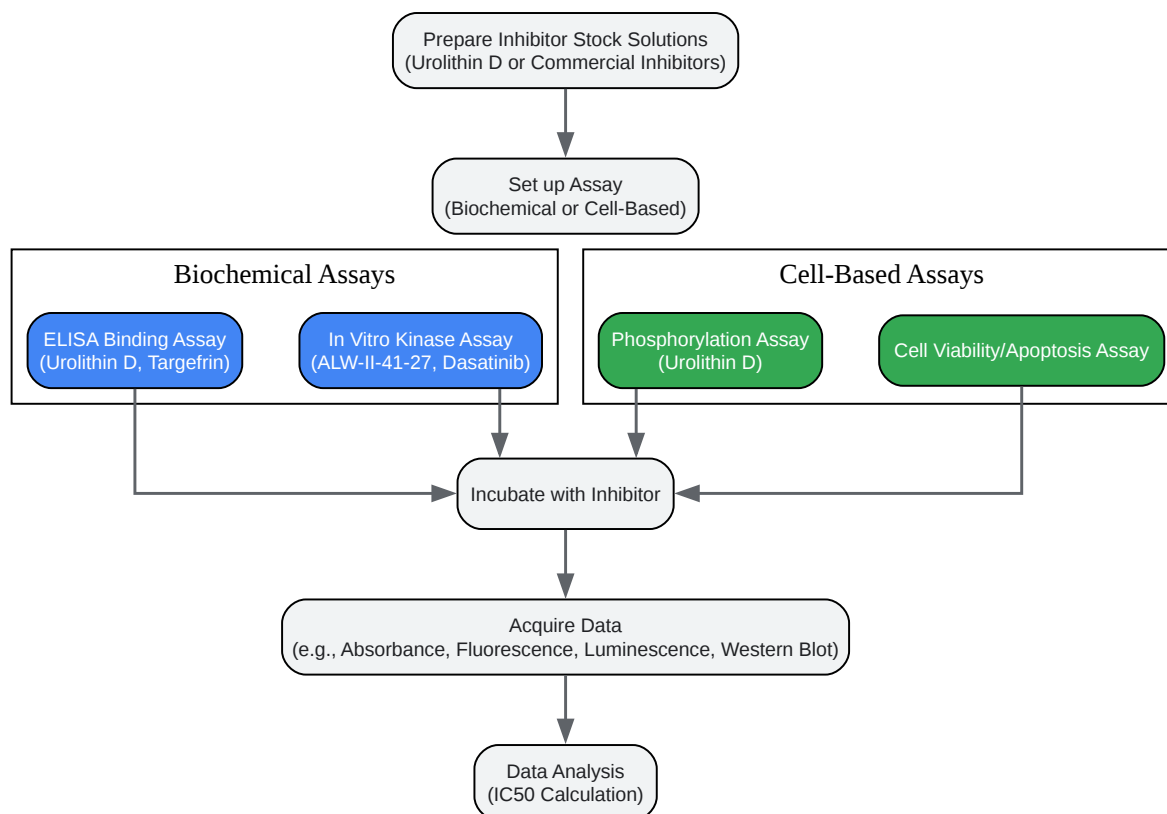 Prepare Inhibitor Stock Solutions
(Urolithin D or Commercial Inhibitors)
Set up Assay
(Biochemical or Cell-Based)
Biochemical Assays
ELISA Binding Assay
(Urolithin D, Targefrin)
In Vitro Kinase Assay
(ALW-II-41-27, Dasatinib)
Cell-Based Assays
Phosphorylation Assay
(Urolithin D)
Cell Viability/Apoptosis Assay
Incubate with Inhibitor
Acquire Data
(e.g., Absorbance, Fluorescence, Luminescence, Western Blot)
Data Analysis
(IC50 Calculation)